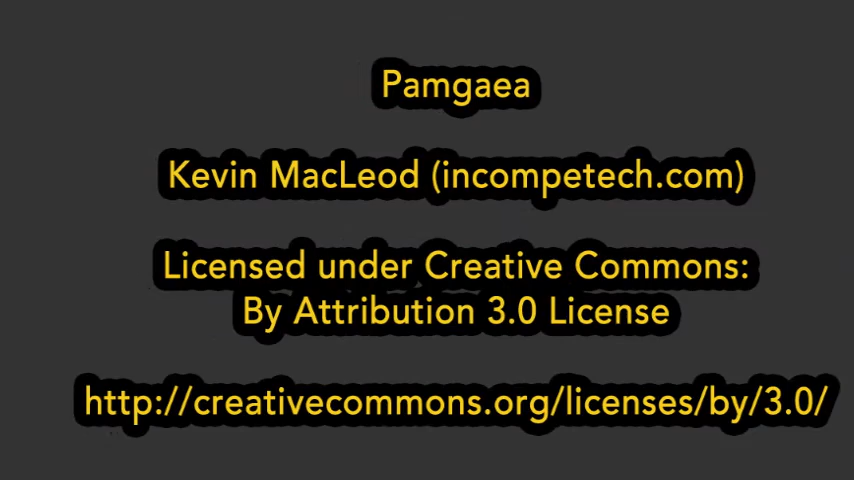 Pamgaea
Kevin MacLeod (incompetech.com)
Licensed under Creative Commons:
By Attribution 3.0 License
http://creativecommons.org/licenses/by/3.0/